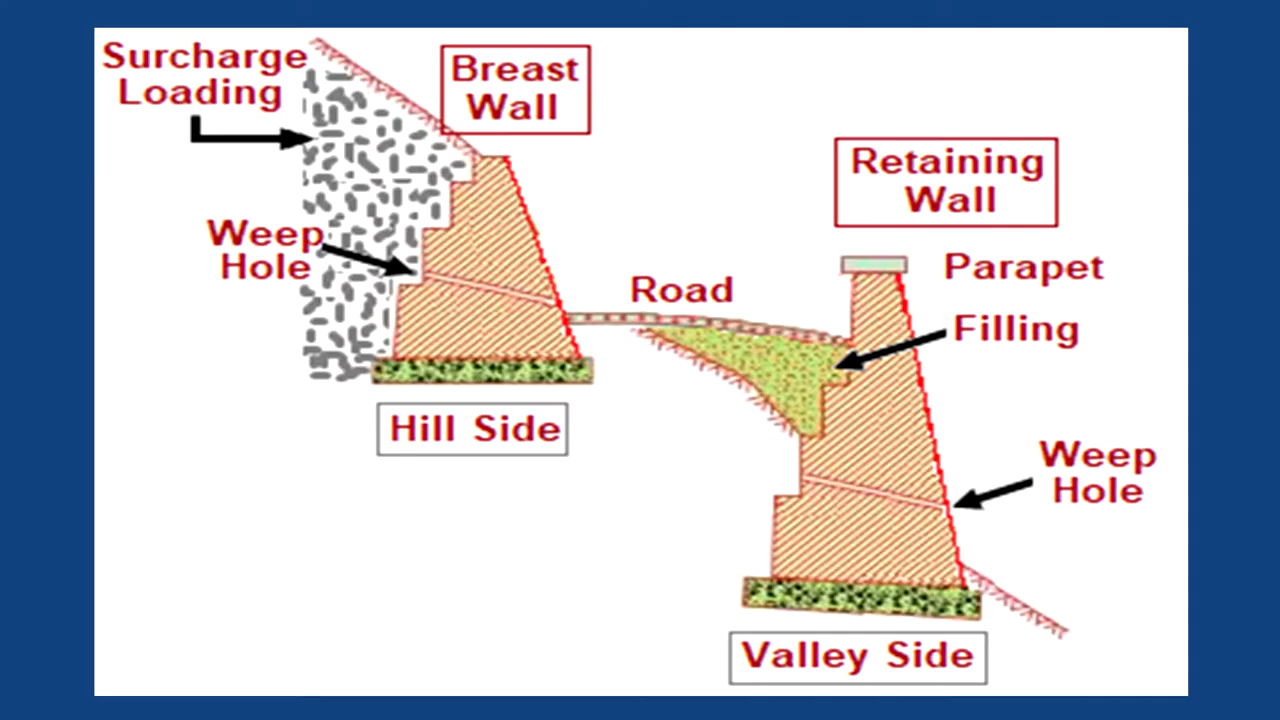 Surcharge
Loading
Breast
Wall
Retaining
Wall
Weep
Hole
Parapet
Road
Filling
Hill Side
Weep
Hole
Valley Side